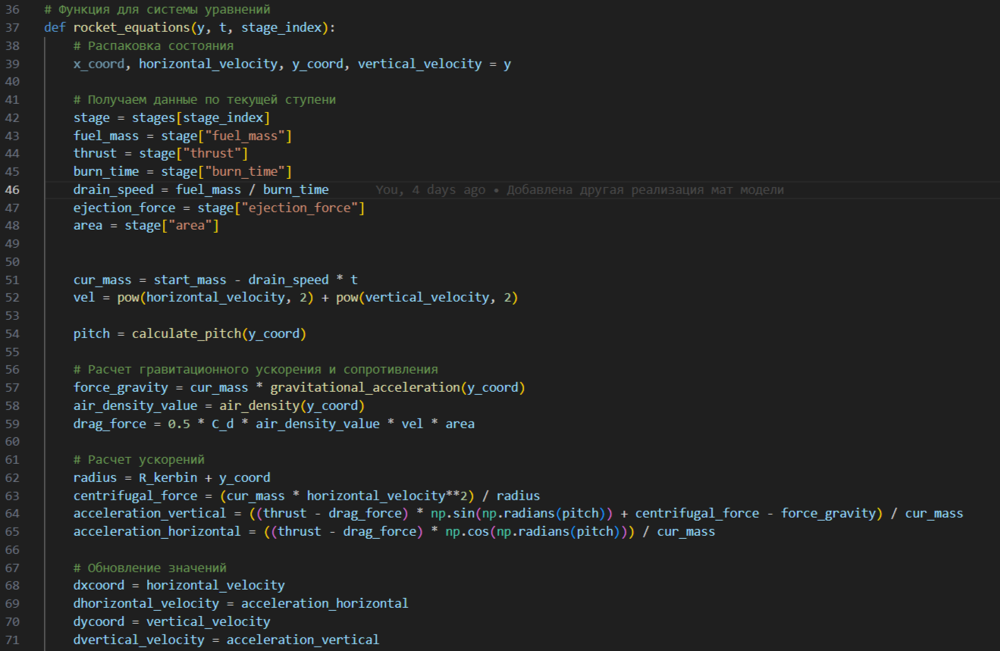 36 # Функция для системы уравнений
37 def rocket_equations(y, t, stage_index):
38 # Распаковка состояния
39 x_coord, horizontal_velocity, y_coord, vertical_velocity = y
40
41 # Получаем данные по текущей ступени
42 stage = stages[stage_index]
43 fuel_mass = stage["fuel_mass"]
44 thrust = stage["thrust"]
45 burn_time = stage["burn_time"]
46 drain_speed = fuel_mass / burn_time You, 4 days ago • Добавлена другая реализация мат модели
47 ejection_force = stage["ejection_force"]
48 area = stage["area"]
49
50
51 cur_mass = start_mass - drain_speed * t
52 vel = pow(horizontal_velocity, 2) + pow(vertical_velocity, 2)
53
54 pitch = calculate_pitch(y_coord)
55
56 # Расчет гравитационного ускорения и сопротивления
57 force_gravity = cur_mass * gravitational_acceleration(y_coord)
58 air_density_value = air_density(y_coord)
59 drag_force = 0.5 * C_d * air_density_value * vel * area
60
61 # Расчет ускорений
62 radius = R_kerbin + y_coord
63 centrifugal_force = (cur_mass * horizontal_velocity**2) / radius
64 acceleration_vertical = ((thrust - drag_force) * np.sin(np.radians(pitch)) + centrifugal_force - force_gravity) / cur_mass
65 acceleration_horizontal = ((thrust - drag_force) * np.cos(np.radians(pitch))) / cur_mass
66
67 # Обновление значений
68 dxcoord = horizontal_velocity
69 dhorizontal_velocity = acceleration_horizontal
70 dycoord = vertical_velocity
71 dvertical_velocity = acceleration_vertical